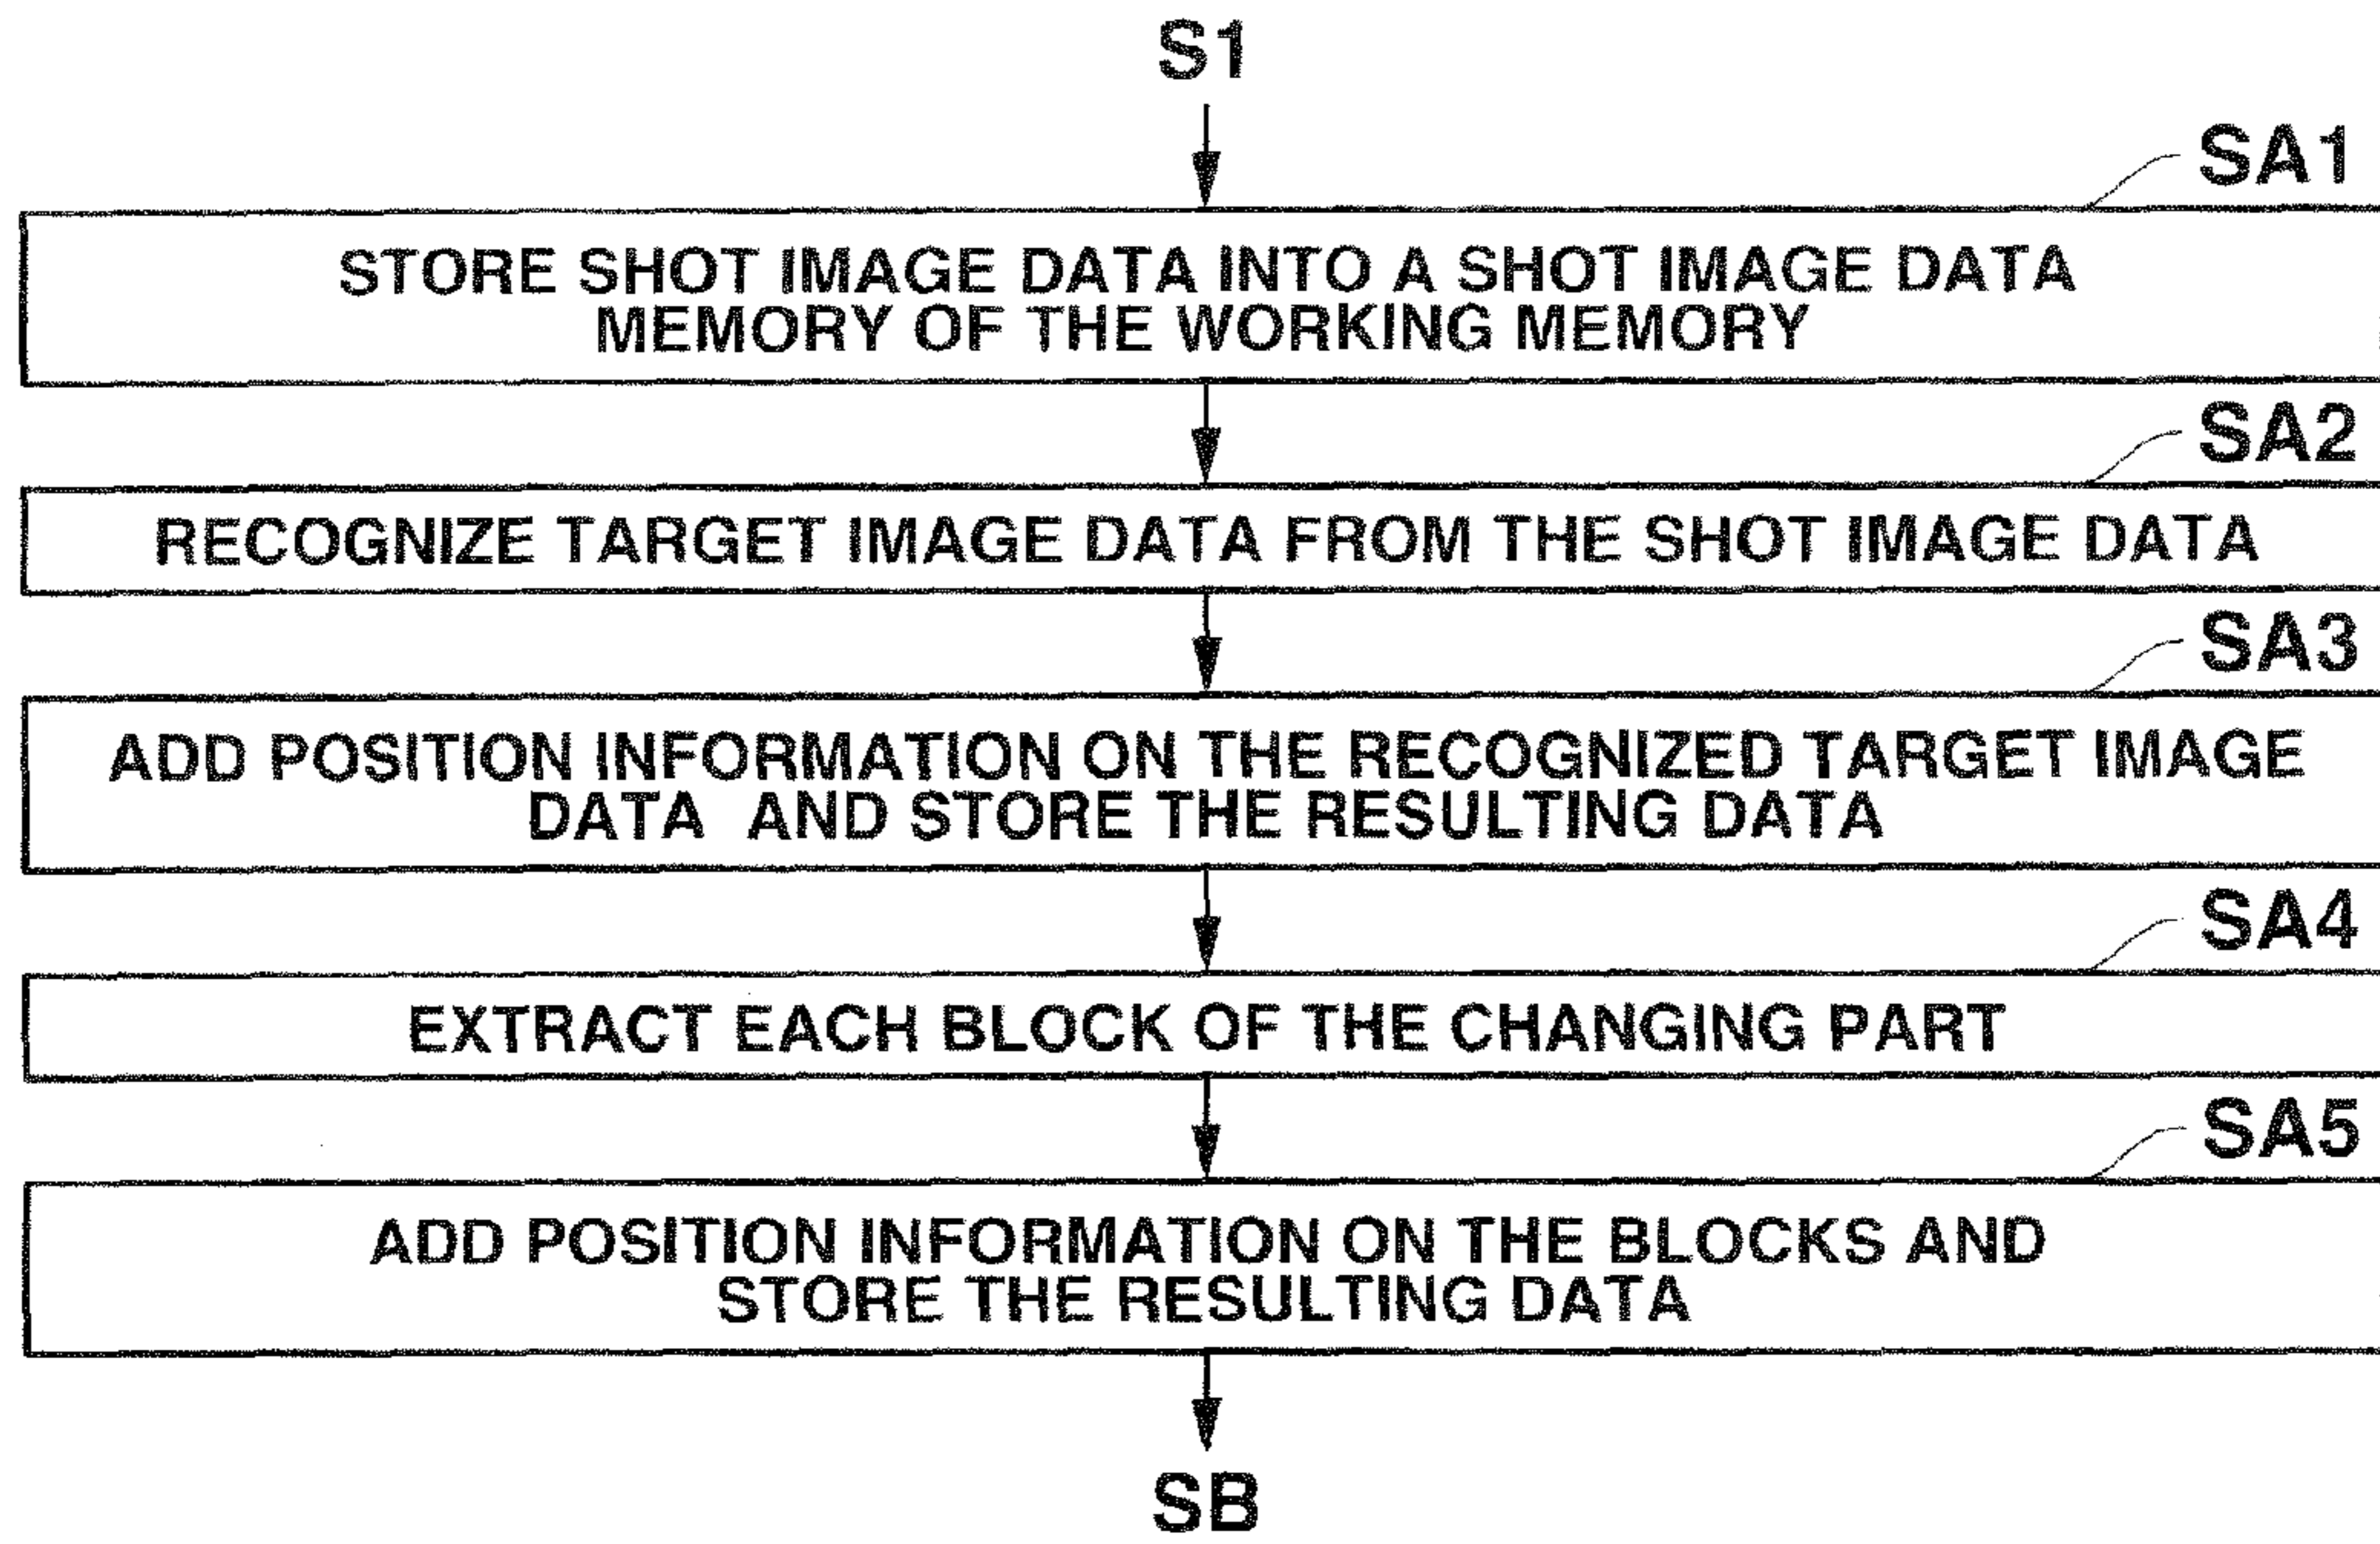 S1
SA1
STORE SHOT IMAGE DATA INTO A SHOT IMAGE DATA
MEMORY OF THE WORKING MEMORY
SA2
RECOGNIZE TARGET IMAGE DATA FROM THE SHOT IMAGE DATA
SA3
ADD POSITION INFORMATION ON THE RECOGNIZED TARGET IMAGE
DATA AND STORE THE RESULTING DATA
SA4
EXTRACT EACH BLOCK OF THE CHANGING PART
SA5
ADD POSITION INFORMATION ON THE BLOCKS AND
STORE THE RESULTING DATA
SB